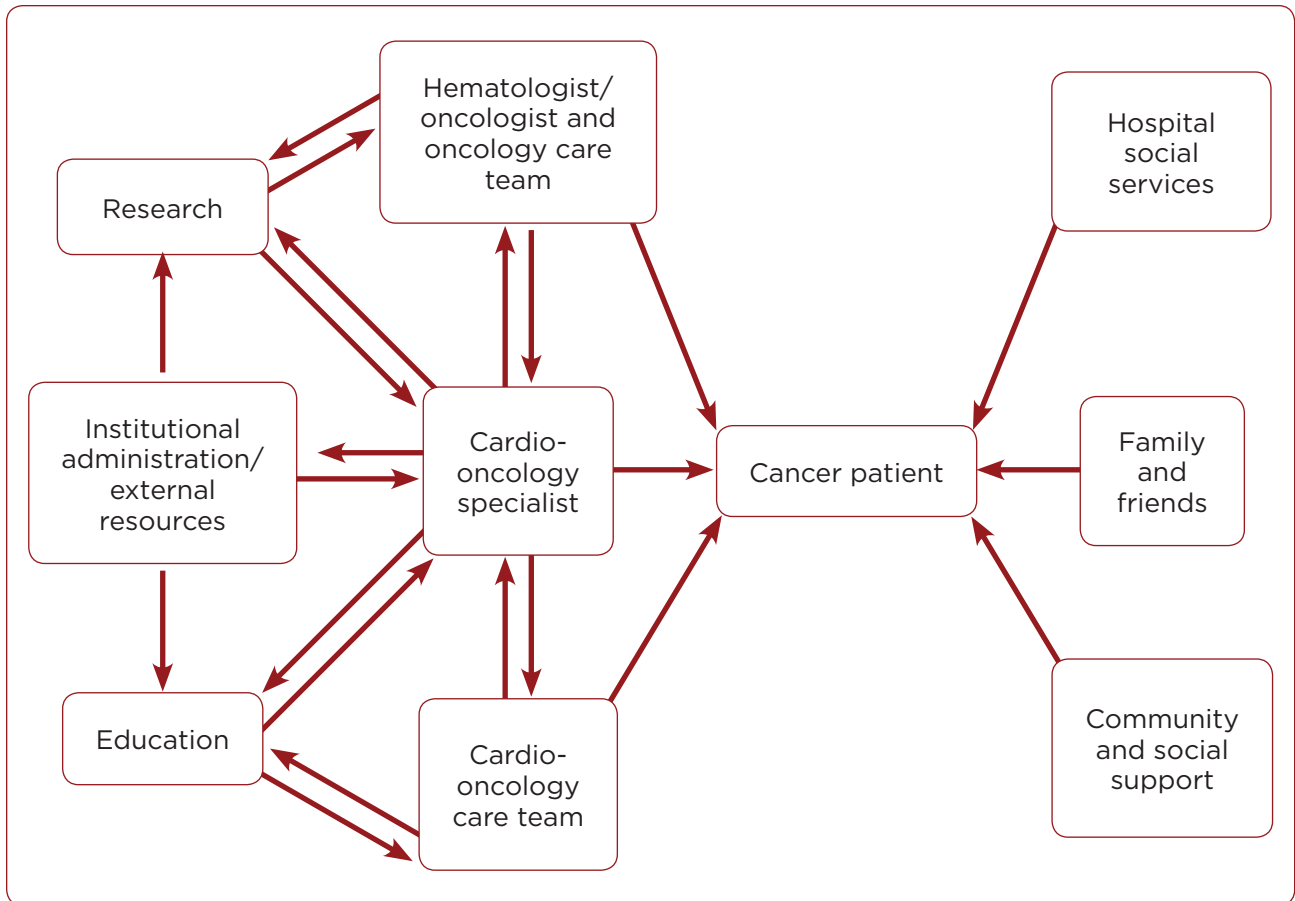 Hematologist/
oncologist and
oncology care
team
Hospital
social
services
Research
Institutional
administration/
external
resources
Cardio-
oncology
specialist
Cancer patient
Family
and
friends
Education
Cardio-
oncology
care team
Community
and social
support